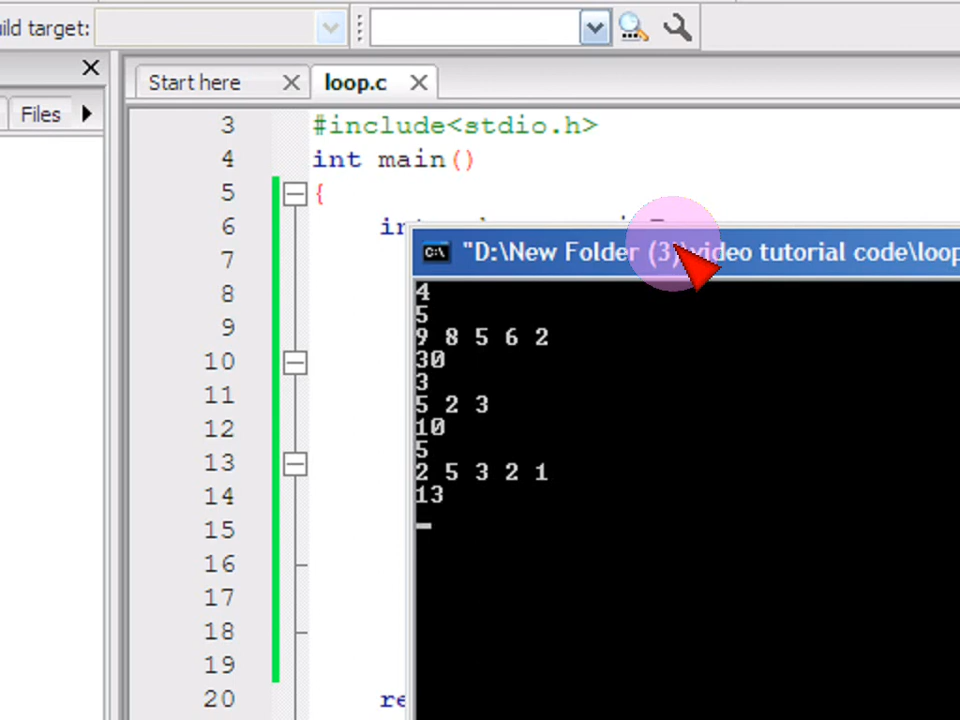 ild target:
Start here
loop.c
Files
3 #include<stdio.h>
4 int main()
5 {
6
7
8
9
10
11
12
13
14
15
16
17
18
19
20
C:\ "D:\New Folder (3)\video tutorial code\loop
4
5
9 8 5 6 2
30
3
5 2 3
10
5
2 5 3 2 1
13